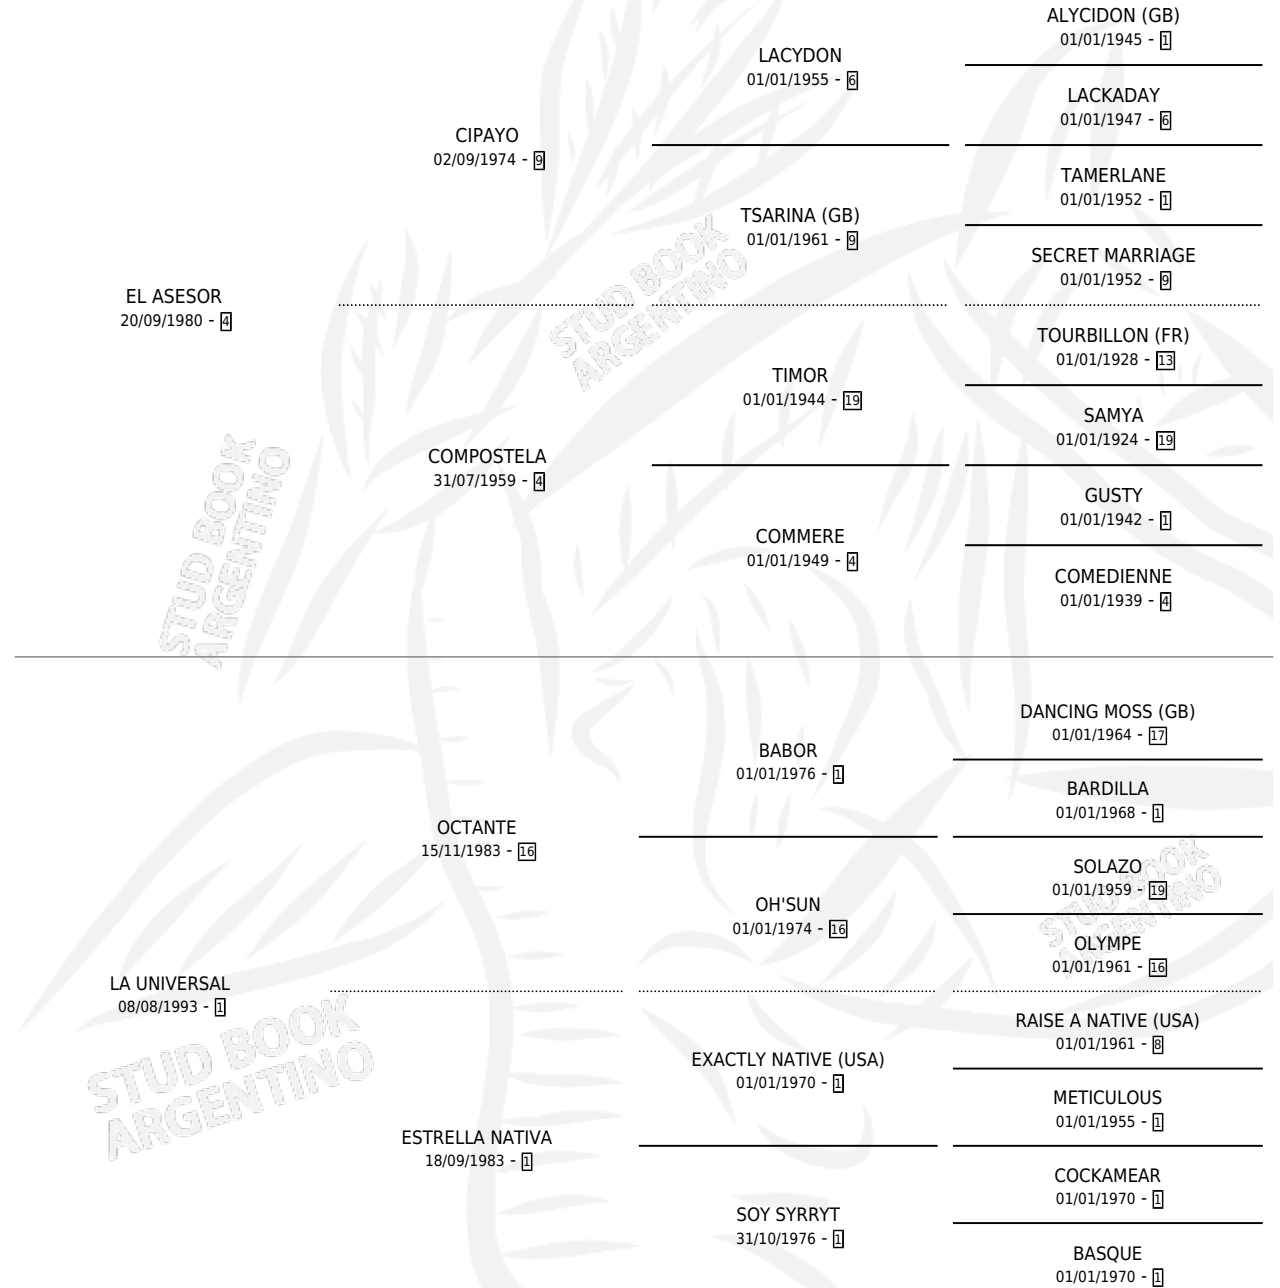 ALYCIDON (GB)
01/01/1945 - 1
LACYDON
01/01/1955 - 6
LACKADAY
01/01/1947 - 6
CIPAYO
02/09/1974 - 9
TAMERLANE
01/01/1952 - 1
TSARINA (GB)
01/01/1961 - 9
SECRET MARRIAGE
01/01/1952 - 9
EL ASESOR
20/09/1980 - 4
STUD BOOK
ARGENTINO
TOURBILLON (FR)
01/01/1928 - 13
TIMOR
01/01/1944 - 19
SAMYA
01/01/1924 - 19
COMPOSTELA
31/07/1959 - 4
GUSTY
01/01/1942 - 1
COMMERE
01/01/1949 - 4
COMEDIENNE
01/01/1939 - 4
STUD BOOK
ARGENTINO
DANCING MOSS (GB)
01/01/1964 - 17
BABOR
01/01/1976 - 1
BARDILLA
01/01/1968 - 1
OCTANTE
15/11/1983 - 16
SOLAZO
01/01/1959 - 19
OH'SUN
01/01/1974 - 16
OLYMPE
01/01/1961 - 16
STUD BOOK
ARGENTINO
LA UNIVERSAL
08/08/1993 - 1
RAISE A NATIVE (USA)
01/01/1961 - 8
EXACTLY NATIVE (USA)
01/01/1970 - 1
METICULOUS
01/01/1955 - 1
STUD BOOK
ARGENTINO
ESTRELLA NATIVA
18/09/1983 - 1
COCKAMEAR
01/01/1970 - 1
SOY SYRRYT
31/10/1976 - 1
BASQUE
01/01/1970 - 1